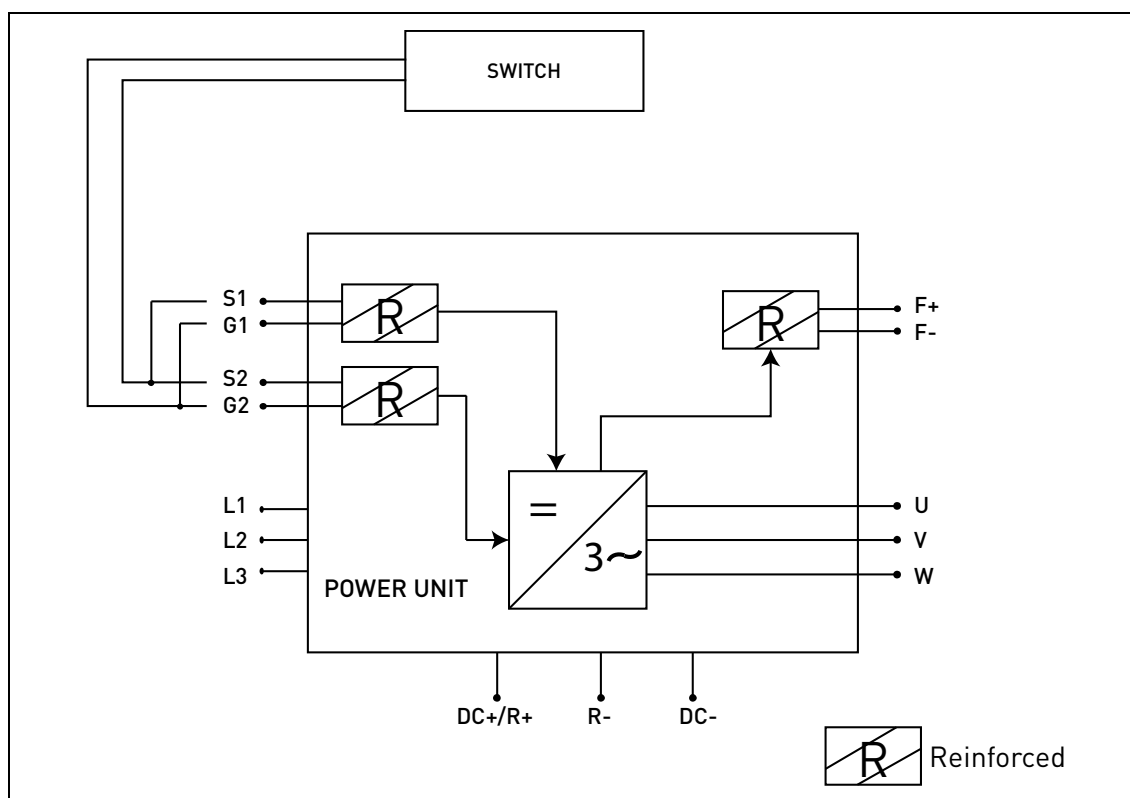 SWITCH
S1
G1
S2
G2
R
R
R
F+
F-
L1
L2
L3
=
3~
U
V
W
POWER UNIT
DC+/R+
R-
DC-
R
Reinforced